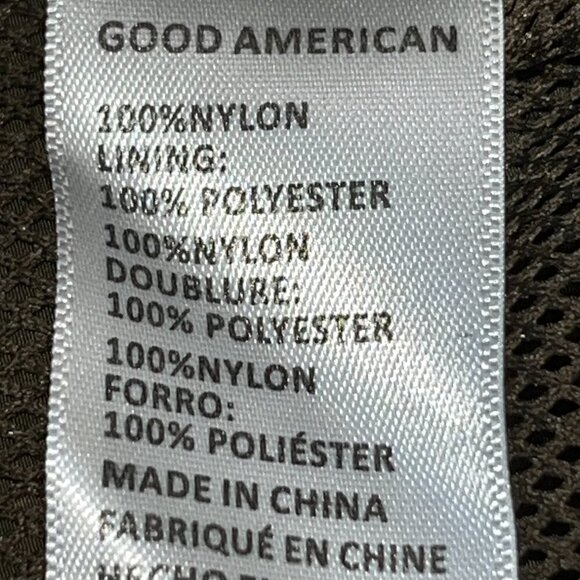 GOOD AMERICAN
100%NYLON
LINING:
100% POLYESTER
100%NYLON
DOUBLURE:
100% POLYESTER
100%NYLON
FORRO:
100% POLIÉSTER
MADE IN CHINA
FABRIQUÉ EN CHINE
HECHO